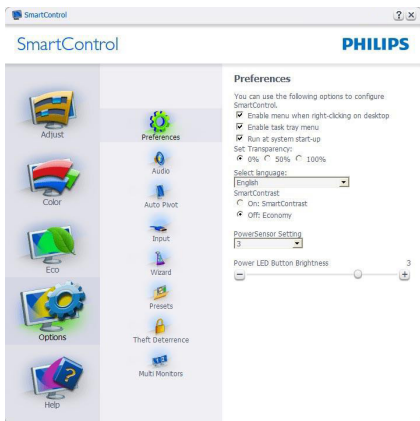 SmartControl
SmartControl
PHILIPS
Adjust
Color
Eco
Options
Help
Preferences
Audio
Auto Pivot
Input
Wizard
Presets
Theft Deterrence
Multi Monitors
Preferences
You can use the following options to configure
SmartControl.
Enable menu when right-clicking on desktop
Enable task tray menu
Run at system start-up
Set Transparency:
0% 50% 100%
Select language:
English
SmartContrast
On: SmartContrast
Off: Economy
PowerSensor Setting
3
Power LED Button Brightness 3